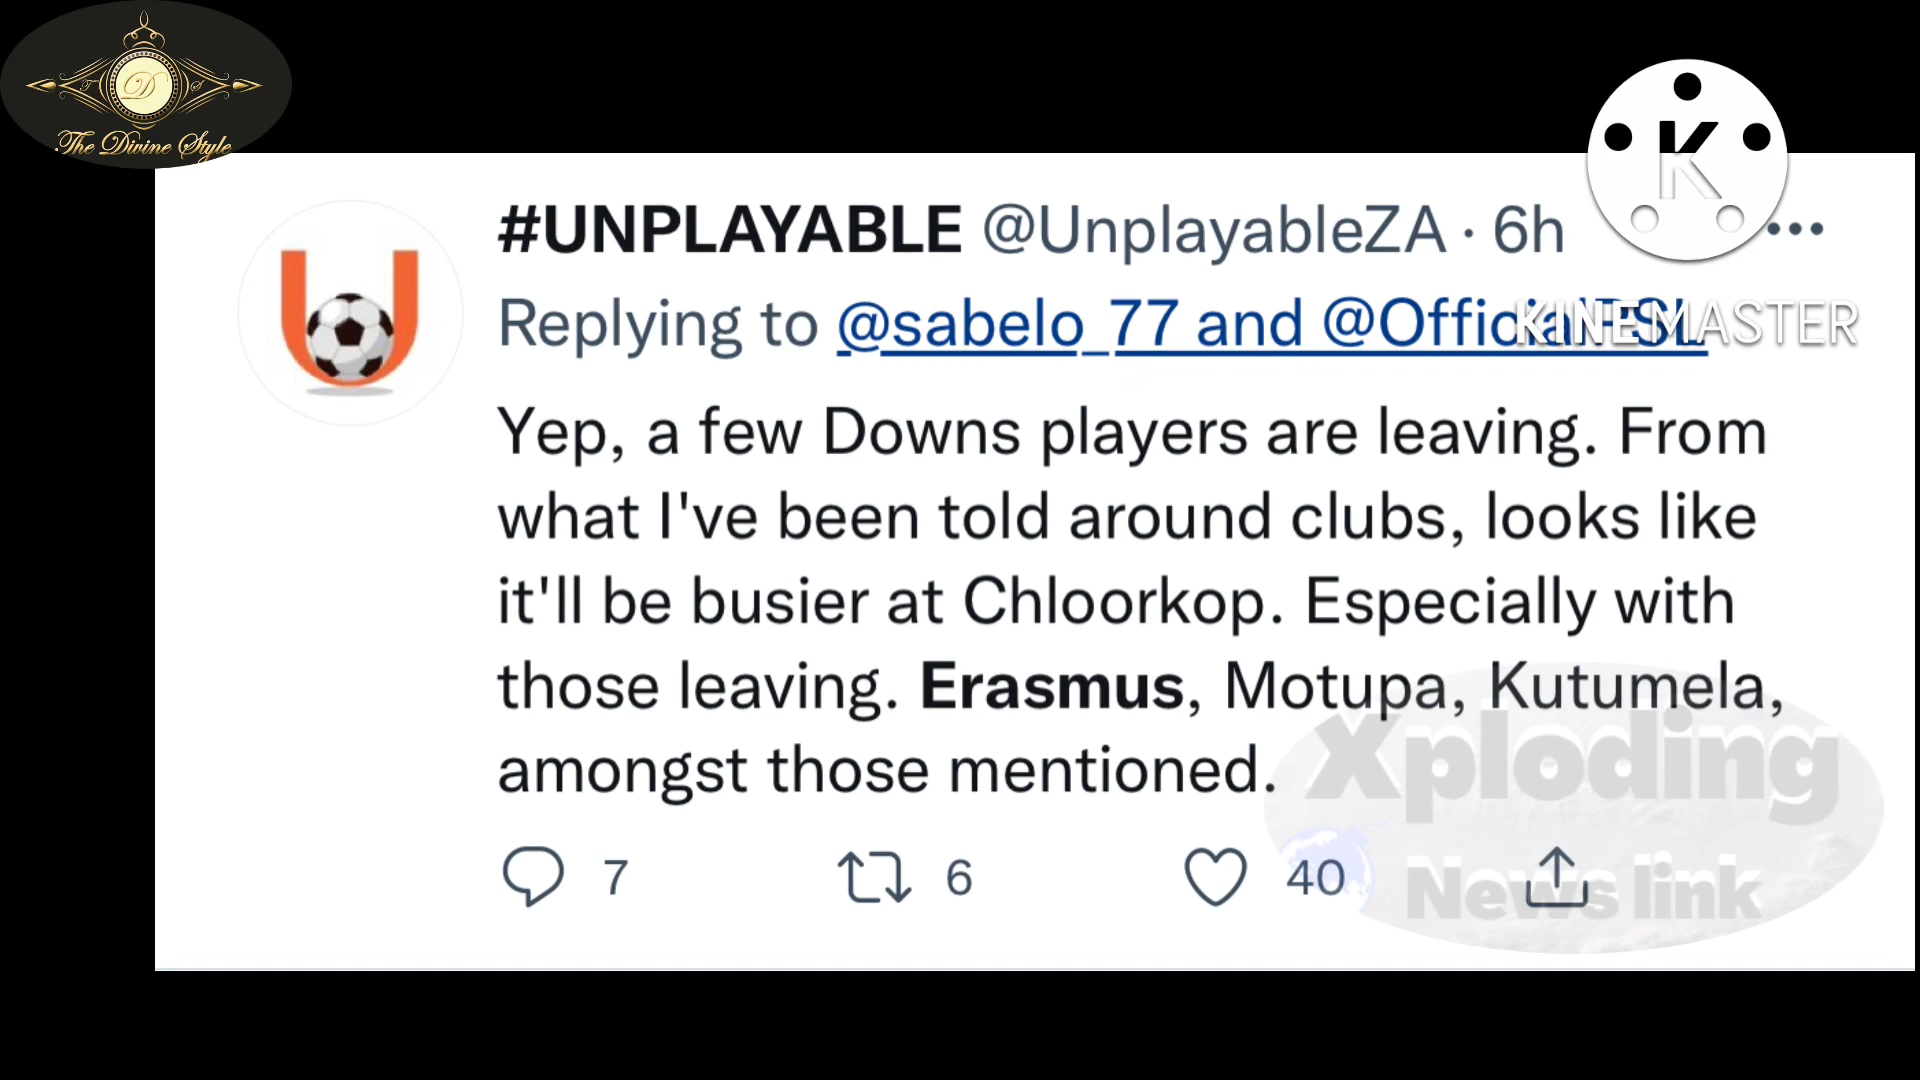 T D S
The Divine Style
K
KINEMASTER
#UNPLAYABLE @UnplayableZA · 6h
Replying to @sabelo_77 and @OfficialPSL
Yep, a few Downs players are leaving. From
what I've been told around clubs, looks like
it'll be busier at Chloorkop. Especially with
those leaving. Erasmus, Motupa, Kutumela,
amongst those mentioned.
7 6 40
Xploding
News link